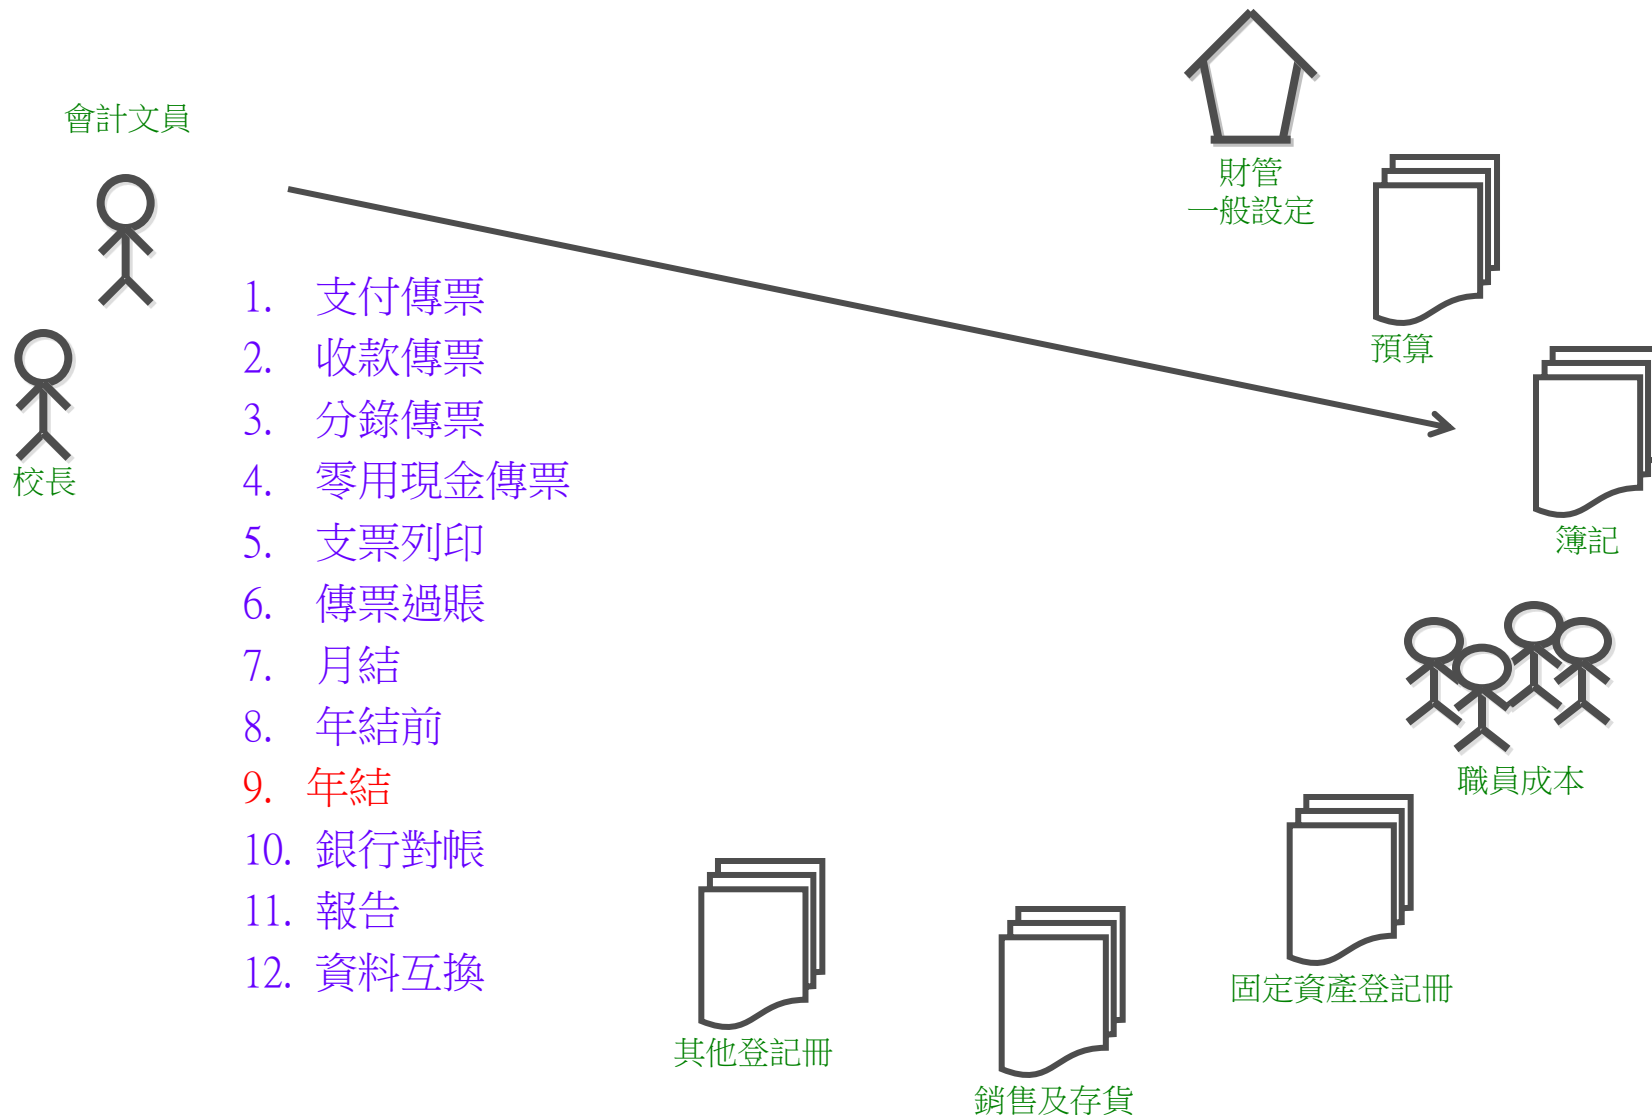 會計文員
校長
1. 支付傳票
2. 收款傳票
3. 分錄傳票
4. 零用現金傳票
5. 支票列印
6. 傳票過賬
7. 月結
8. 年結前
9. 年結
10. 銀行對帳
11. 報告
12. 資料互換
財管
一般設定
預算
簿記
職員成本
固定資產登記冊
其他登記冊
銷售及存貨